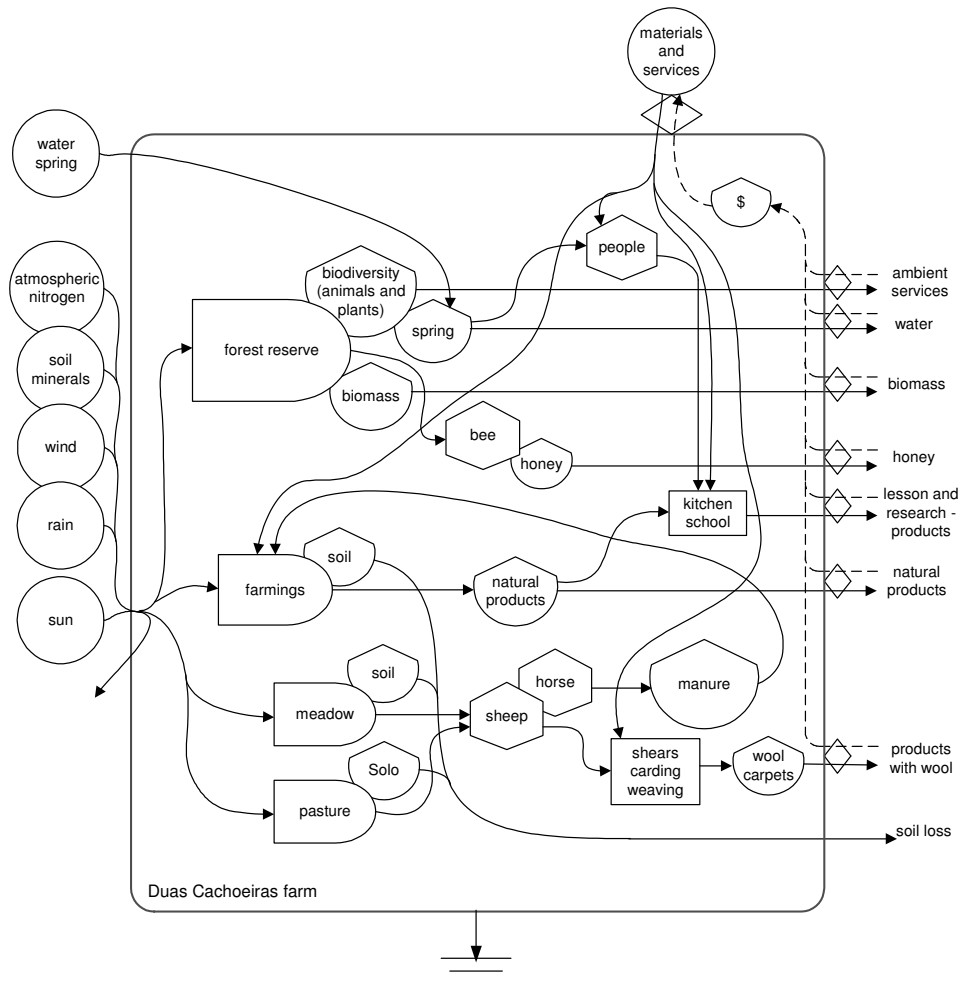 materials
and
services
water
spring
$
people
atmospheric
nitrogen
biodiversity
(animals and
plants)
ambient
services
spring
water
soil
minerals
forest reserve
biomass
biomass
wind
bee
honey
honey
kitchen
school
lesson and
research -
products
rain
soil
farmings
natural
products
natural
products
sun
soil
horse
manure
meadow
sheep
shears
carding
weaving
wool
carpets
products
with wool
Solo
pasture
soil loss
Duas Cachoeiras farm